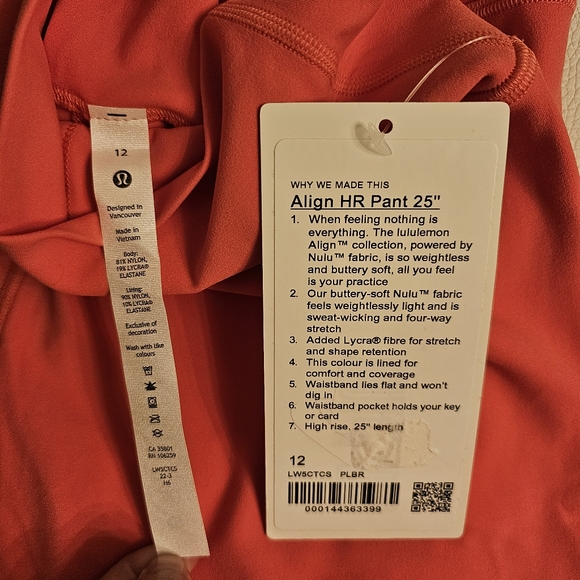 12
Designed in
Vancouver
Made in
Vietnam
Body:
81% NYLON,
19% LYCRA®
ELASTANE
Lining:
90% NYLON,
10% LYCRA®
ELASTANE
Exclusive of
decoration
Wash with like
colours
CA 35801
RN 106259
LW5CTCS
22-3
H6
WHY WE MADE THIS
Align HR Pant 25"
1. When feeling nothing is
everything. The lululemon
Align™ collection, powered by
Nulu™ fabric, is so weightless
and buttery soft, all you feel
is your practice
2. Our buttery-soft Nulu™ fabric
feels weightlessly light and is
sweat-wicking and four-way
stretch
3. Added Lycra® fibre for stretch
and shape retention
4. This colour is lined for
comfort and coverage
5. Waistband lies flat and won't
dig in
6. Waistband pocket holds your key
or card
7. High rise, 25" length
12
LW5CTCS PLBR
000144363399